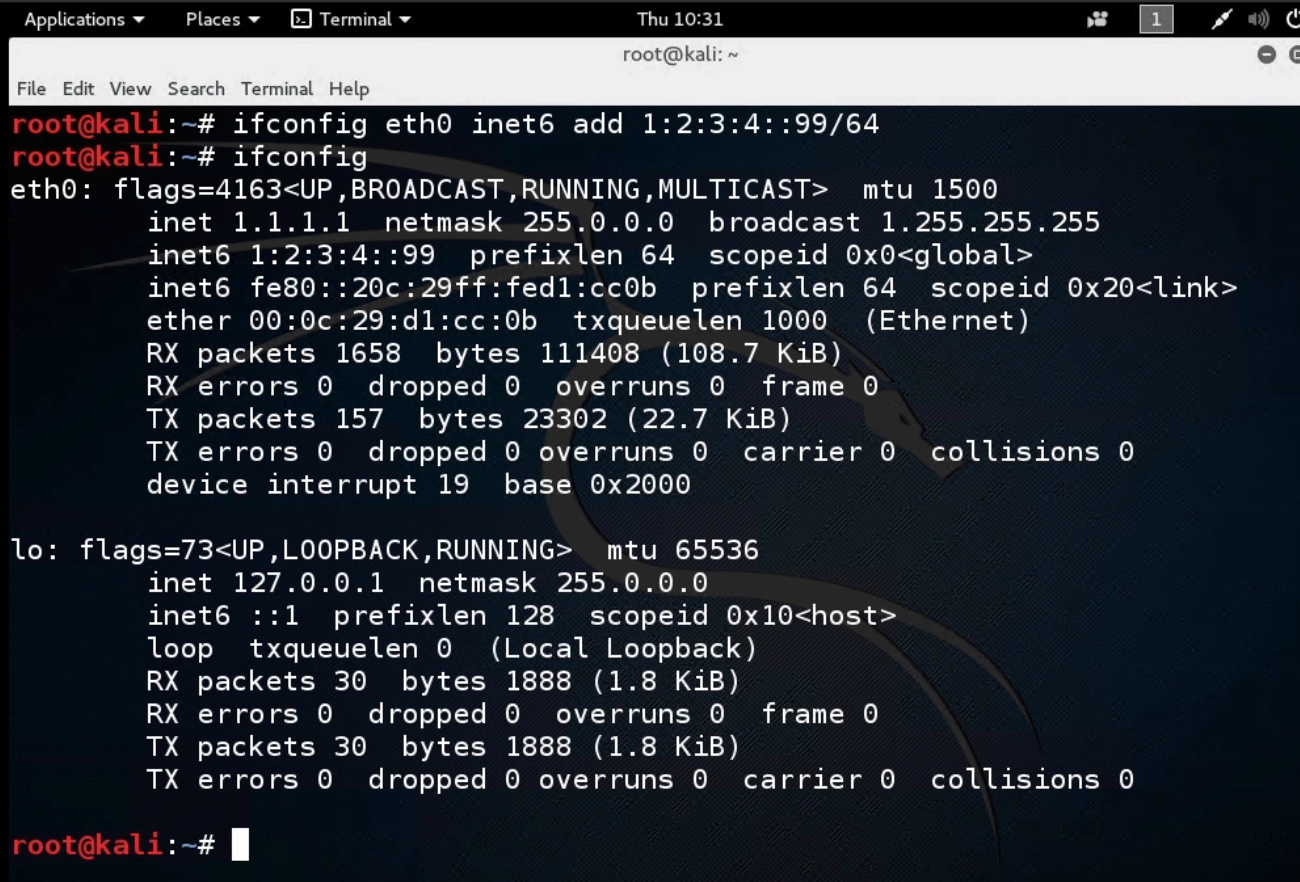 Applications Places Terminal Thu 10:31 1
root@kali: ~
File Edit View Search Terminal Help
root@kali:~# ifconfig eth0 inet6 add 1:2:3:4::99/64
root@kali:~# ifconfig
eth0: flags=4163<UP,BROADCAST,RUNNING,MULTICAST>  mtu 1500
        inet 1.1.1.1  netmask 255.0.0.0  broadcast 1.255.255.255
        inet6 1:2:3:4::99  prefixlen 64  scopeid 0x0<global>
        inet6 fe80::20c:29ff:fed1:cc0b  prefixlen 64  scopeid 0x20<link>
        ether 00:0c:29:d1:cc:0b  txqueuelen 1000  (Ethernet)
        RX packets 1658  bytes 111408 (108.7 KiB)
        RX errors 0  dropped 0  overruns 0  frame 0
        TX packets 157  bytes 23302 (22.7 KiB)
        TX errors 0  dropped 0 overruns 0  carrier 0  collisions 0
        device interrupt 19  base 0x2000

lo: flags=73<UP,LOOPBACK,RUNNING>  mtu 65536
        inet 127.0.0.1  netmask 255.0.0.0
        inet6 ::1  prefixlen 128  scopeid 0x10<host>
        loop  txqueuelen 0  (Local Loopback)
        RX packets 30  bytes 1888 (1.8 KiB)
        RX errors 0  dropped 0  overruns 0  frame 0
        TX packets 30  bytes 1888 (1.8 KiB)
        TX errors 0  dropped 0 overruns 0  carrier 0  collisions 0

root@kali:~#